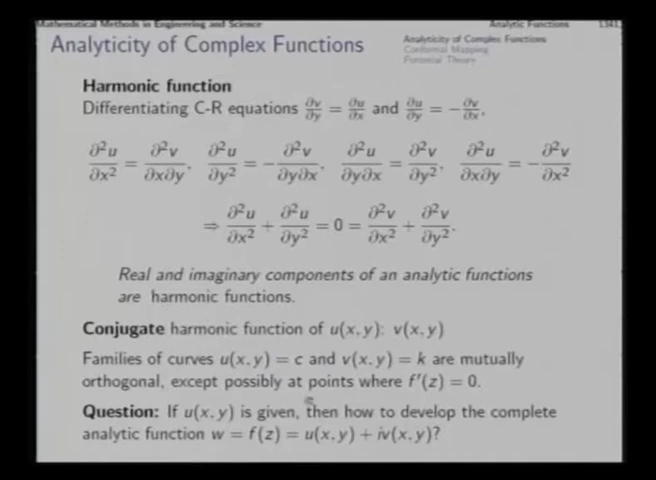 Mathematical Methods in Engineering and Science
Analytic Functions
1341,
Analyticity of Complex Functions
Analyticity of Complex Functions
Conformal Mapping
Potential Theory
Harmonic function
Differentiating C-R equations ∂v/∂y = ∂u/∂x and ∂u/∂y = −∂v/∂x,
∂²u/∂x² = ∂²v/∂x∂y, ∂²u/∂y² = −∂²v/∂y∂x, ∂²u/∂y∂x = ∂²v/∂y², ∂²u/∂x∂y = −∂²v/∂x²
⇒ ∂²u/∂x² + ∂²u/∂y² = 0 = ∂²v/∂x² + ∂²v/∂y².
Real and imaginary components of an analytic functions
are harmonic functions.
Conjugate harmonic function of u(x,y): v(x,y)
Families of curves u(x,y) = c and v(x,y) = k are mutually
orthogonal, except possibly at points where f′(z) = 0.
Question: If u(x,y) is given, then how to develop the complete
analytic function w = f(z) = u(x,y) + iv(x,y)?